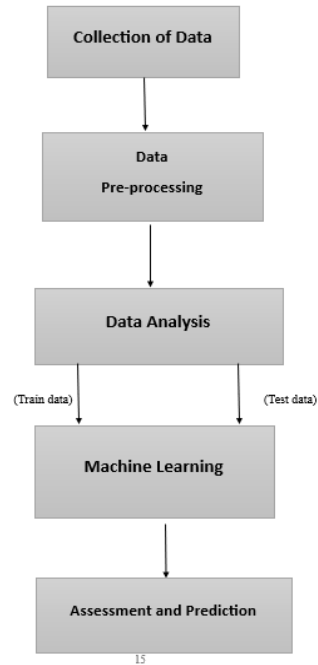 Collection of Data
Data
Pre-processing
Data Analysis
(Train data)
(Test data)
Machine Learning
Assessment and Prediction
15